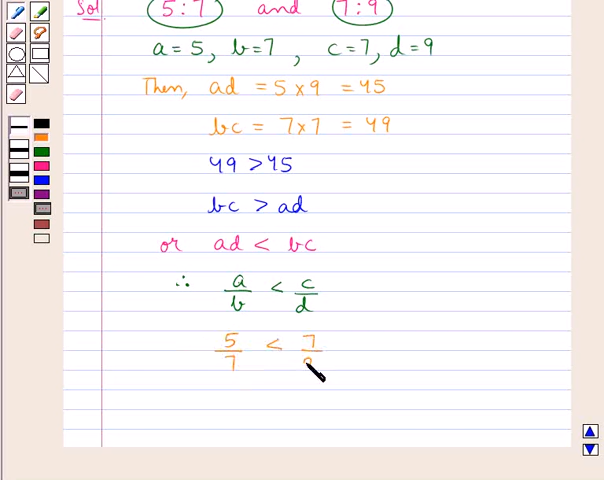 Sol 5:7 and 7:9
a = 5, b = 7, c = 7, d = 9
Then, ad = 5 × 9 = 45
bc = 7 × 7 = 49
49 > 45
bc > ad
or ad < bc
∴ a/b < c/d
5/7 < 7/